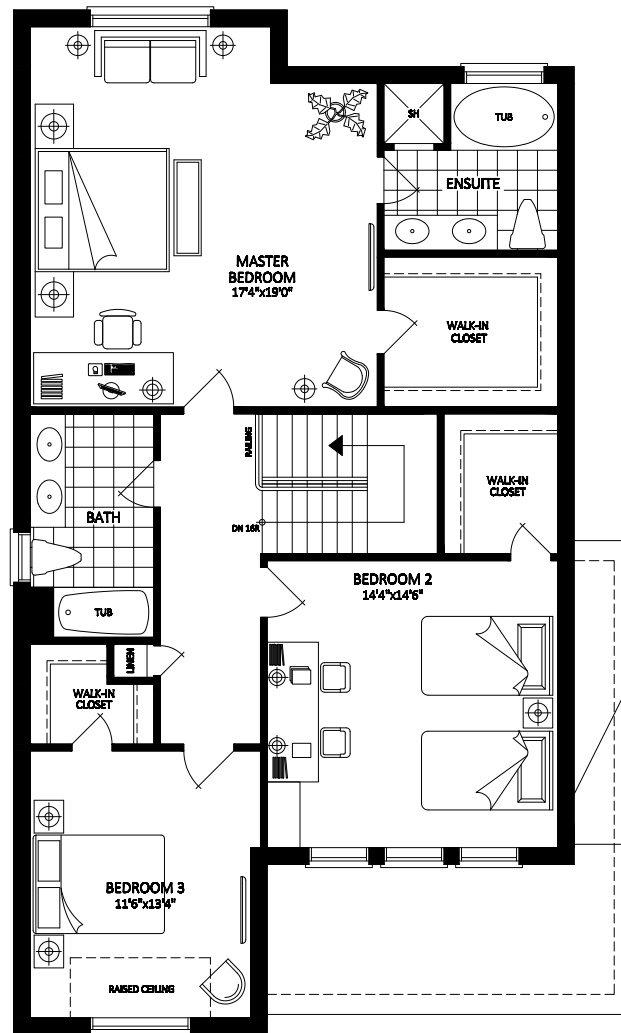 SH
TUB
ENSUITE
MASTER
BEDROOM
17'4"x19'0"
WALK-IN
CLOSET
RAILING
WALK-IN
CLOSET
BATH
DN 16R
BEDROOM 2
14'4"x14'6"
TUB
LINEN
WALK-IN
CLOSET
BEDROOM 3
11'6"x13'4"
RAISED CEILING